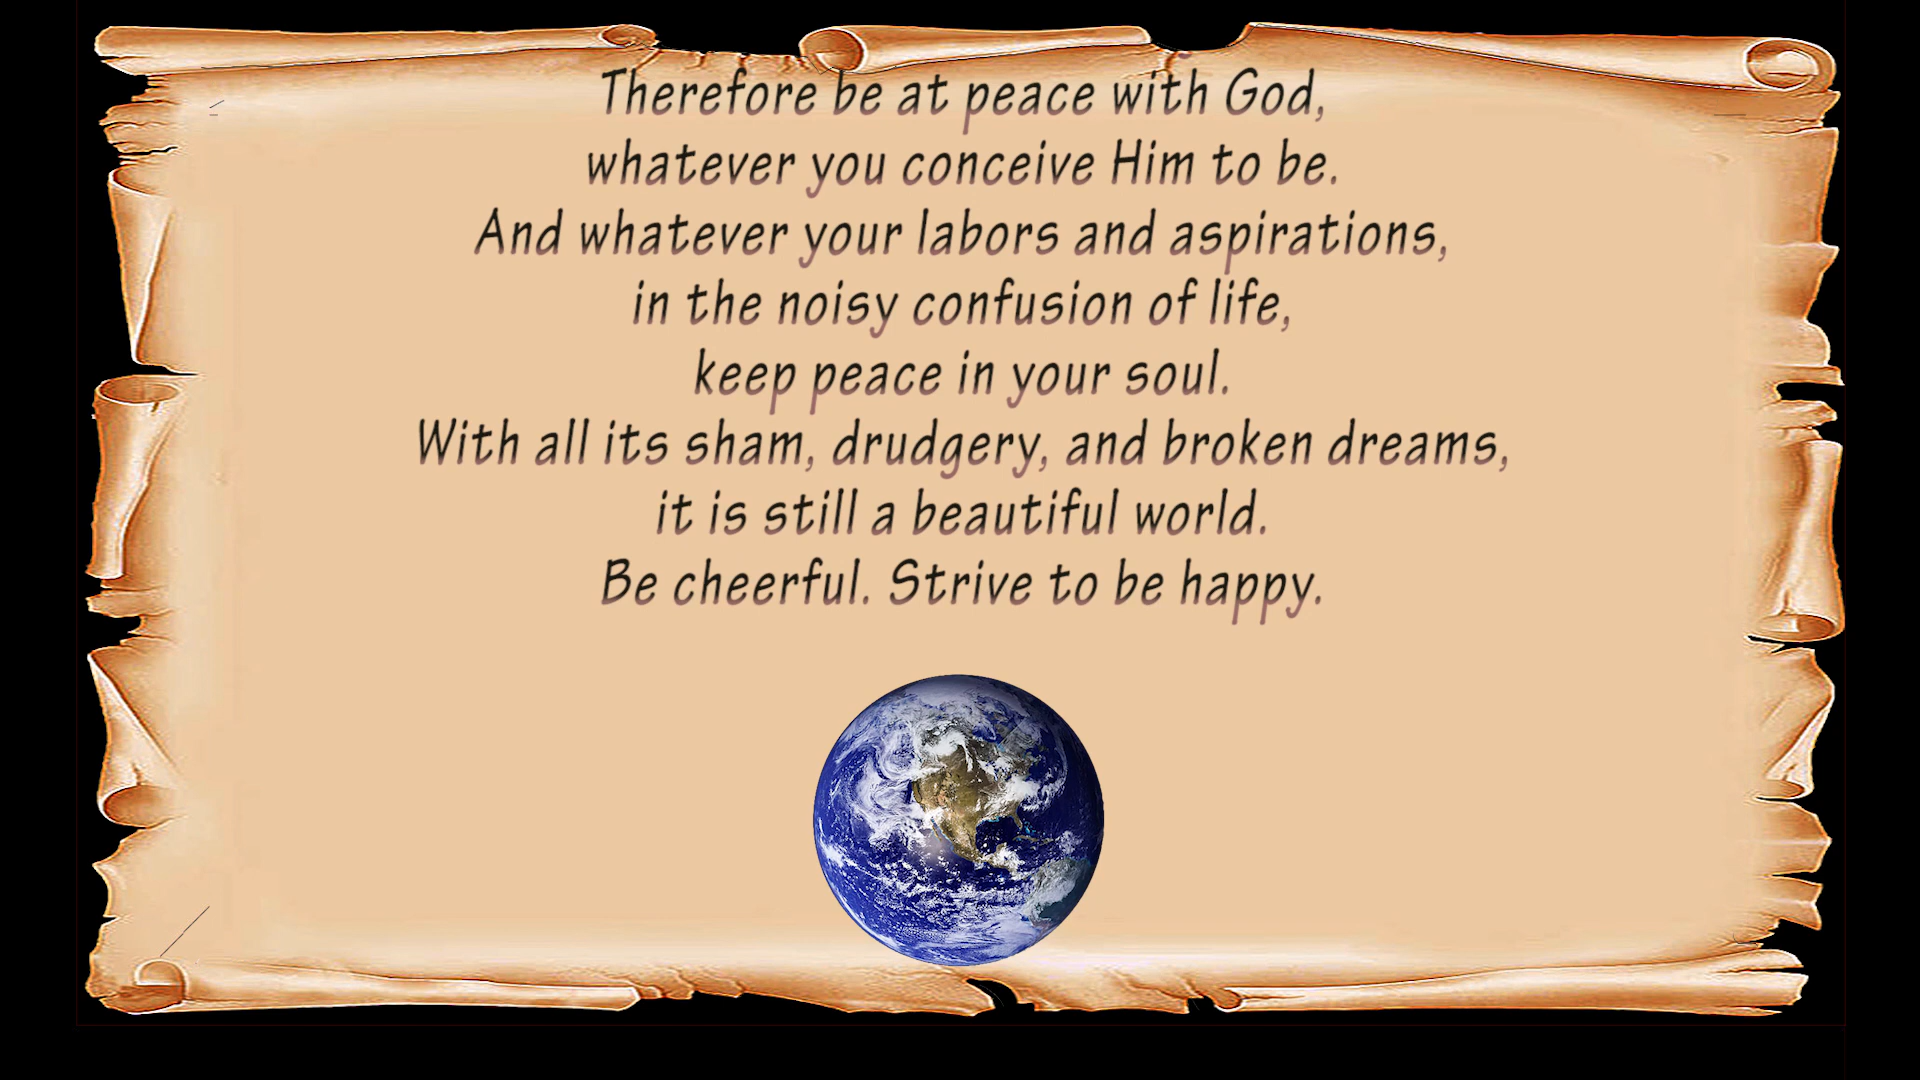 Therefore be at peace with God,
whatever you conceive Him to be.
And whatever your labors and aspirations,
in the noisy confusion of life,
keep peace in your soul.
With all its sham, drudgery, and broken dreams,
it is still a beautiful world.
Be cheerful. Strive to be happy.